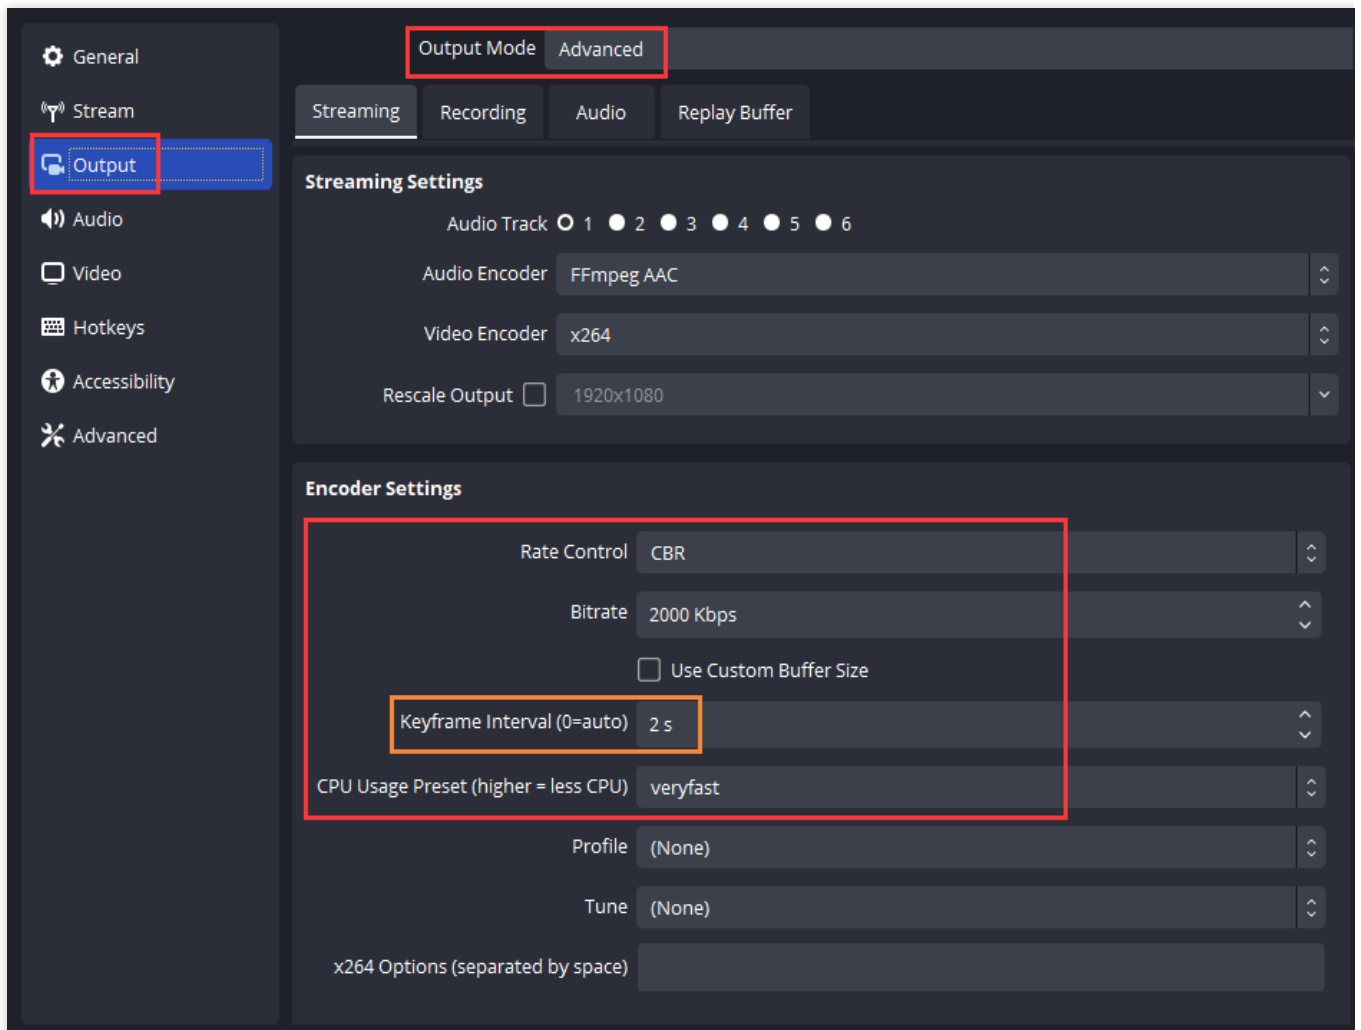 General
Stream
Output
Audio
Video
Hotkeys
Accessibility
Advanced
Output Mode Advanced
Streaming Recording Audio Replay Buffer
Streaming Settings
Audio Track 1 2 3 4 5 6
Audio Encoder FFmpeg AAC
Video Encoder x264
Rescale Output 1920x1080
Encoder Settings
Rate Control CBR
Bitrate 2000 Kbps
Use Custom Buffer Size
Keyframe Interval (0=auto) 2 s
CPU Usage Preset (higher = less CPU) veryfast
Profile (None)
Tune (None)
x264 Options (separated by space)